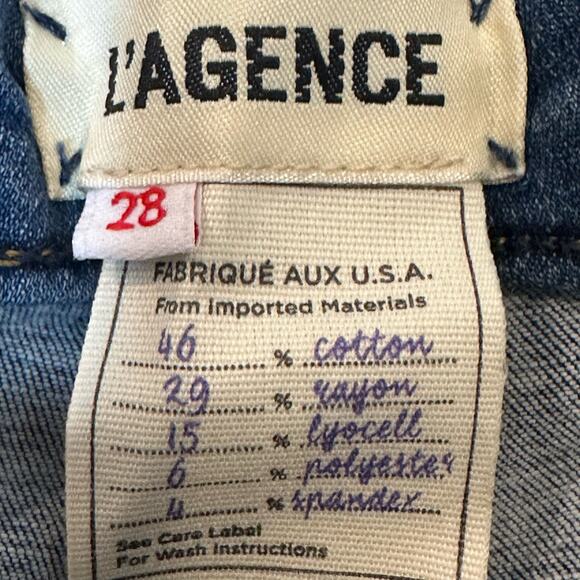 L'AGENCE
28
FABRIQUÉ AUX U.S.A.
From Imported Materials
46 % cotton
29 % rayon
15 % lyocell
6 % polyester
4 % spandex
See Care Label
For Wash Instructions